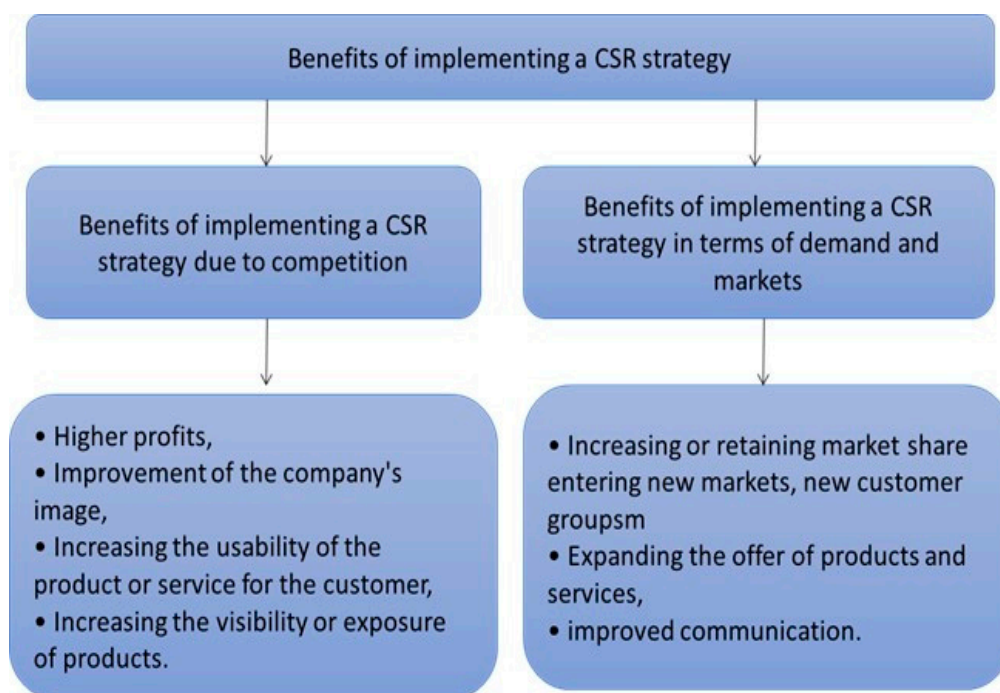 Benefits of implementing a CSR strategy
Benefits of implementing a CSR
strategy due to competition
Benefits of implementing a CSR
strategy in terms of demand and
markets
• Higher profits,
• Improvement of the company's
image,
• Increasing the usability of the
product or service for the customer,
• Increasing the visibility or exposure
of products.
• Increasing or retaining market share
entering new markets, new customer
groupsm
• Expanding the offer of products and
services,
• improved communication.